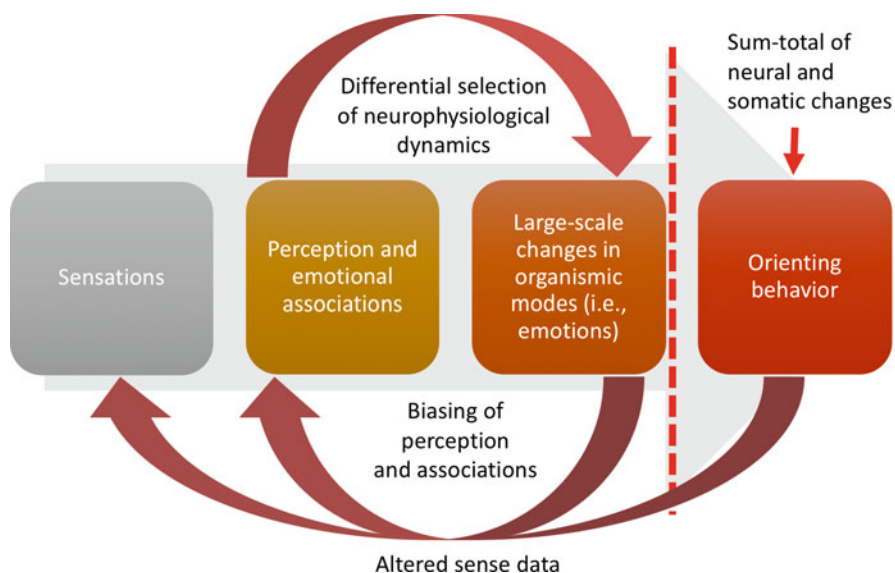 Differential selection
of neurophysiological
dynamics
Sum-total of
neural and
somatic changes
Sensations
Perception and
emotional
associations
Large-scale
changes in
organismic
modes (i.e.,
emotions)
Orienting
behavior
Biasing of
perception
and associations
Altered sense data